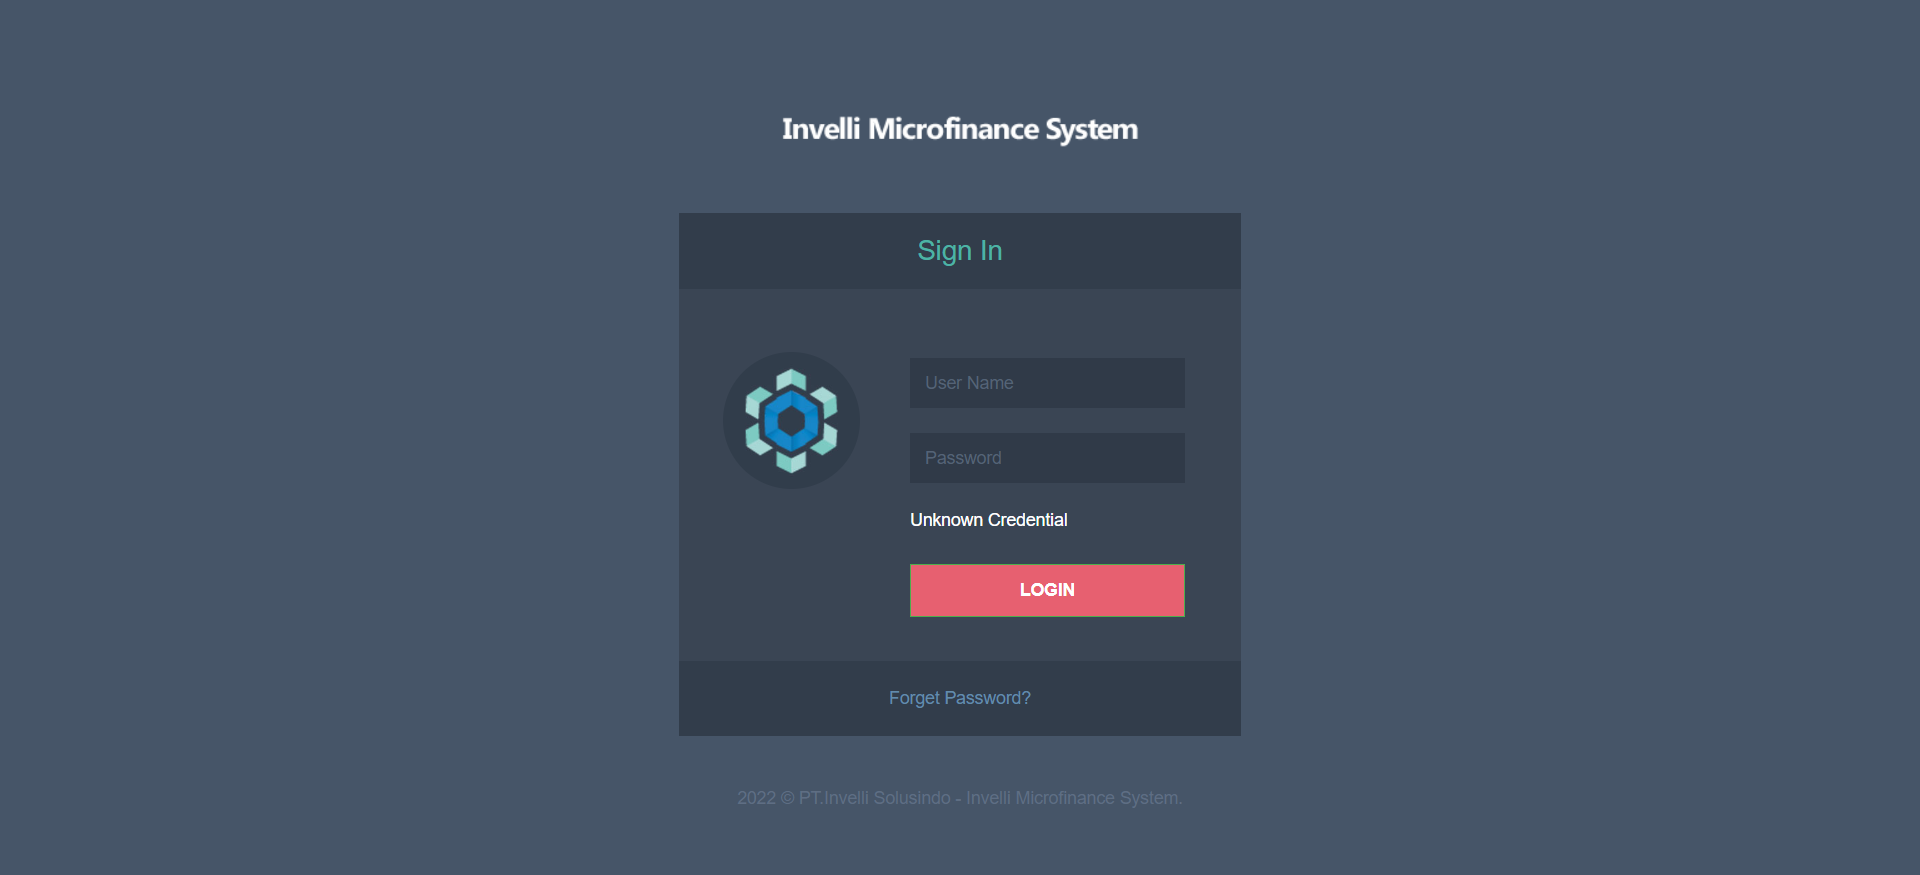 Invelli Microfinance System
Sign In
User Name
Password
Unknown Credential
LOGIN
Forget Password?
2022 © PT.Invelli Solusindo - Invelli Microfinance System.